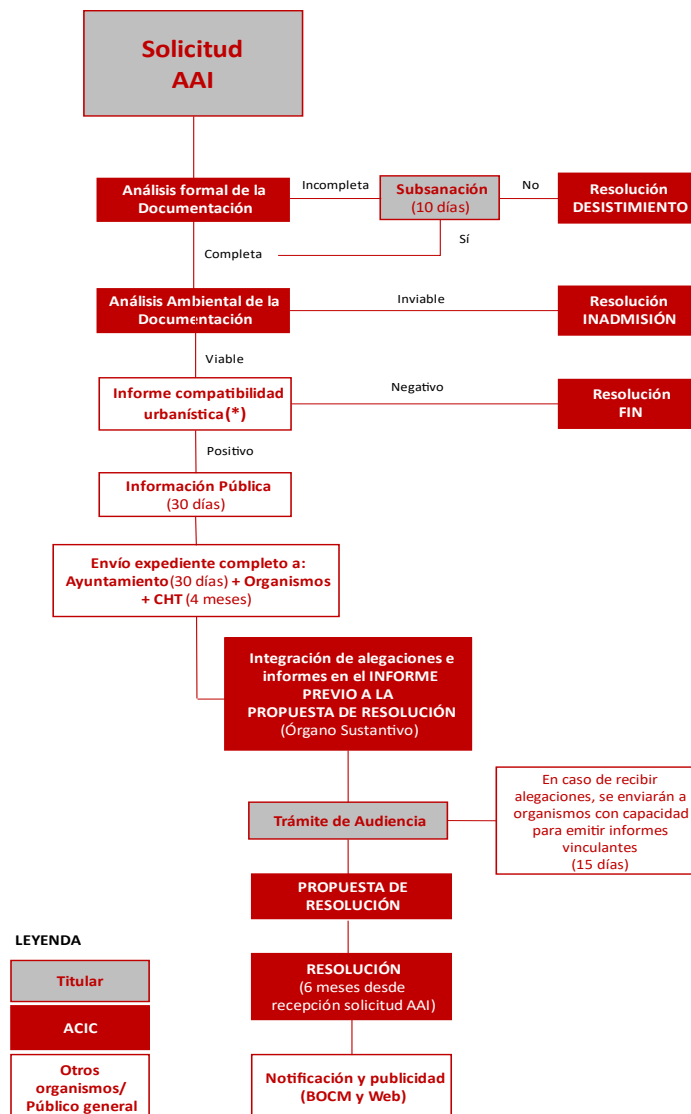 Solicitud
AAI
Análisis formal de la
Documentación
Incompleta
Subsanación
(10 días)
No
Resolución
DESISTIMIENTO
Sí
Completa
Análisis Ambiental de la
Documentación
Inviable
Resolución
INADMISIÓN
Viable
Informe compatibilidad
urbanística(*)
Negativo
Resolución
FIN
Positivo
Información Pública
(30 días)
Envío expediente completo a:
Ayuntamiento(30 días) + Organismos
+ CHT (4 meses)
Integración de alegaciones e
informes en el INFORME
PREVIO A LA
PROPUESTA DE RESOLUCIÓN
(Órgano Sustantivo)
Trámite de Audiencia
En caso de recibir
alegaciones, se enviarán a
organismos con capacidad
para emitir informes
vinculantes
(15 días)
PROPUESTA DE
RESOLUCIÓN
RESOLUCIÓN
(6 meses desde
recepción solicitud AAI)
Notificación y publicidad
(BOCM y Web)
LEYENDA
Titular
ACIC
Otros
organismos/
Público general